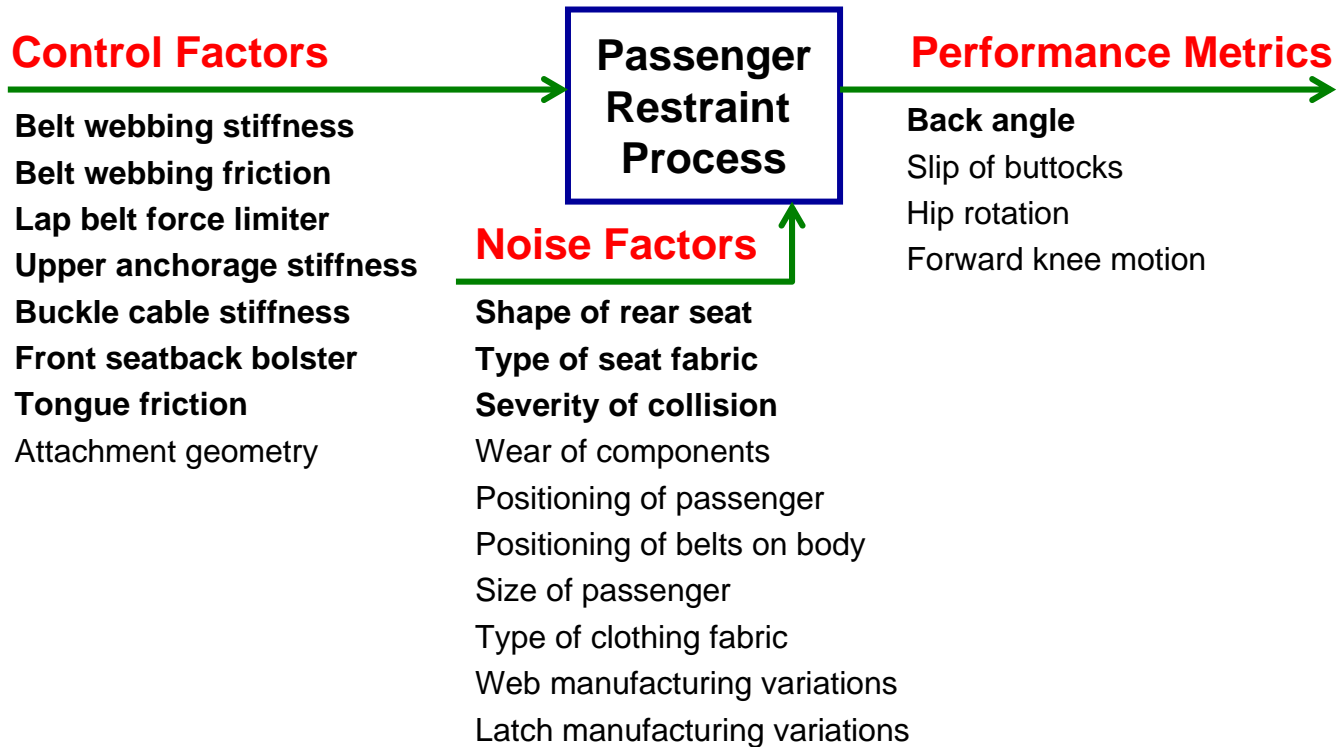 Control Factors
Belt webbing stiffness
Belt webbing friction
Lap belt force limiter
Upper anchorage stiffness
Buckle cable stiffness
Front seatback bolster
Tongue friction
Attachment geometry
Passenger
Restraint
Process
Noise Factors
Shape of rear seat
Type of seat fabric
Severity of collision
Wear of components
Positioning of passenger
Positioning of belts on body
Size of passenger
Type of clothing fabric
Web manufacturing variations
Latch manufacturing variations
Performance Metrics
Back angle
Slip of buttocks
Hip rotation
Forward knee motion